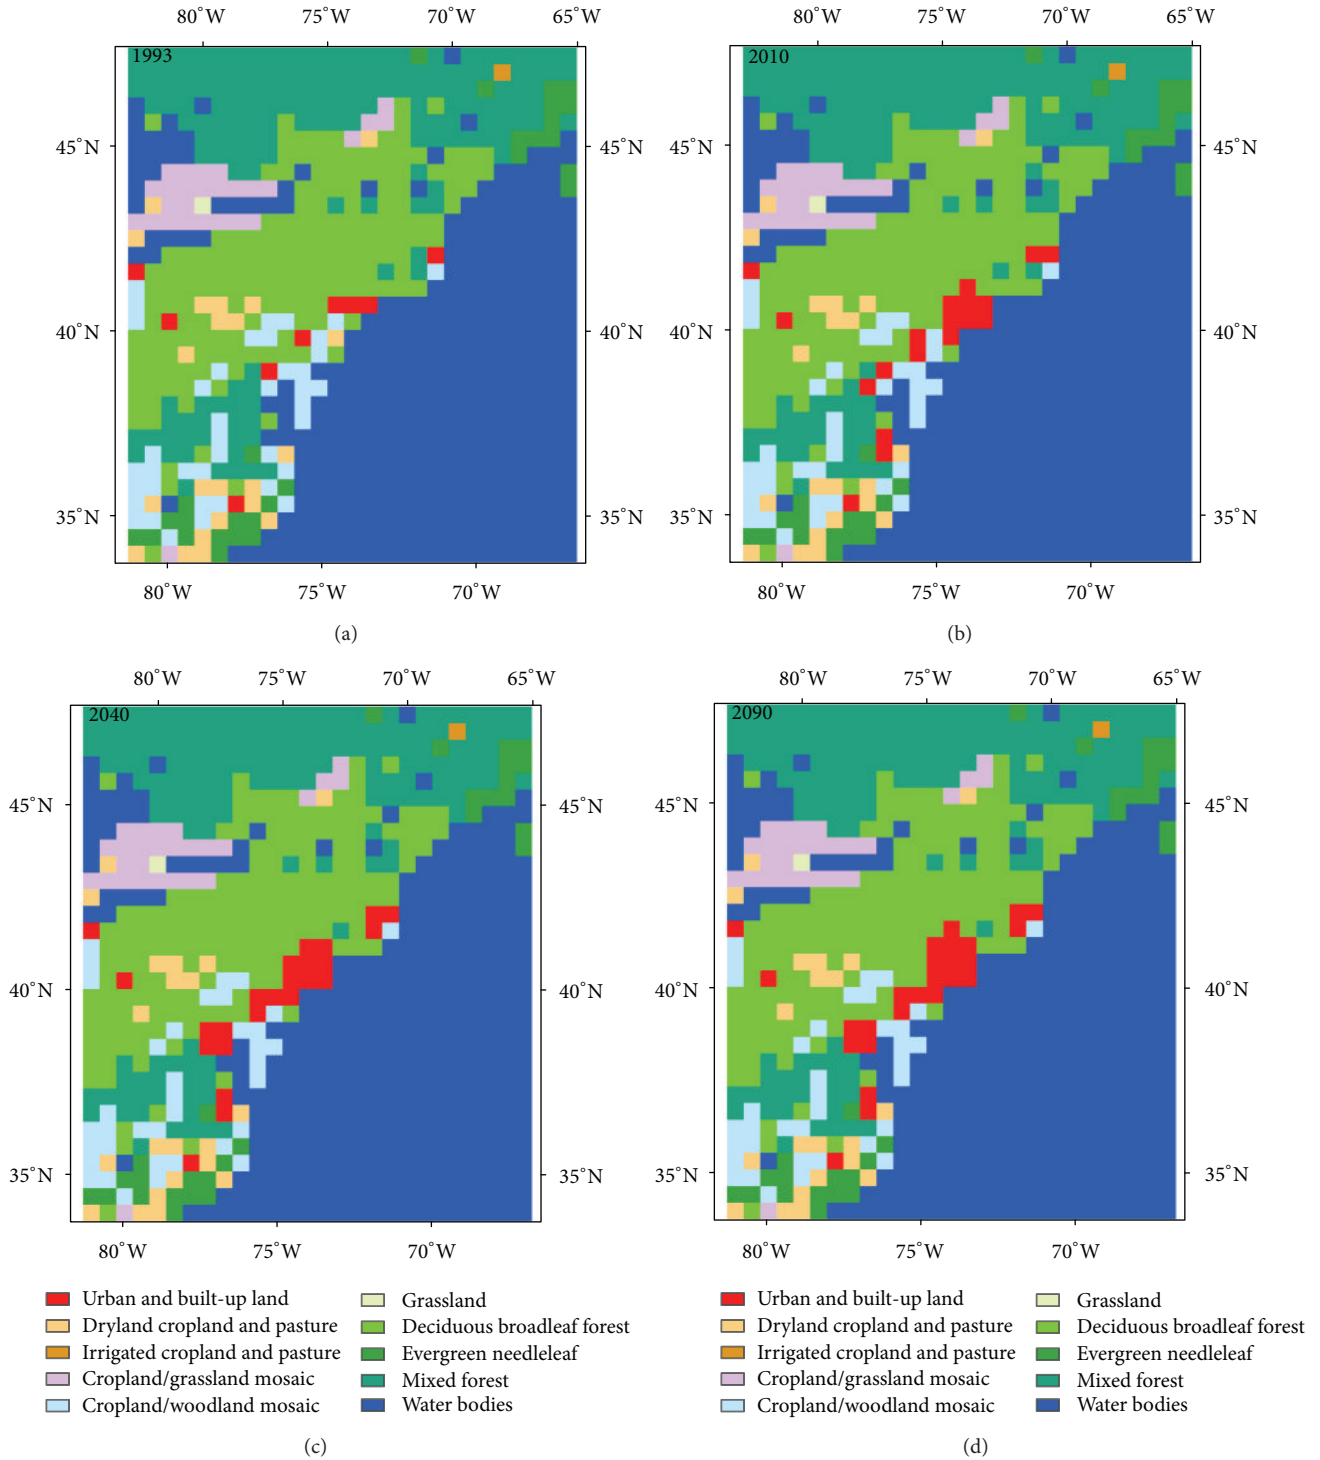 80˚W 75˚W 70˚W 65˚W 80˚W 75˚W 70˚W 65˚W
1993 2010
45˚N 45˚N 45˚N 45˚N
40˚N 40˚N 40˚N 40˚N
35˚N 35˚N 35˚N 35˚N
80˚W 75˚W 70˚W 80˚W 75˚W 70˚W
(a) (b)
80˚W 75˚W 70˚W 65˚W 80˚W 75˚W 70˚W 65˚W
2040 2090
45˚N 45˚N 45˚N 45˚N
40˚N 40˚N 40˚N 40˚N
35˚N 35˚N 35˚N 35˚N
80˚W 75˚W 70˚W 80˚W 75˚W 70˚W
Urban and built-up land Grassland Urban and built-up land Grassland
Dryland cropland and pasture Deciduous broadleaf forest Dryland cropland and pasture Deciduous broadleaf forest
Irrigated cropland and pasture Evergreen needleleaf Irrigated cropland and pasture Evergreen needleleaf
Cropland/grassland mosaic Mixed forest Cropland/grassland mosaic Mixed forest
Cropland/woodland mosaic Water bodies Cropland/woodland mosaic Water bodies
(c) (d)